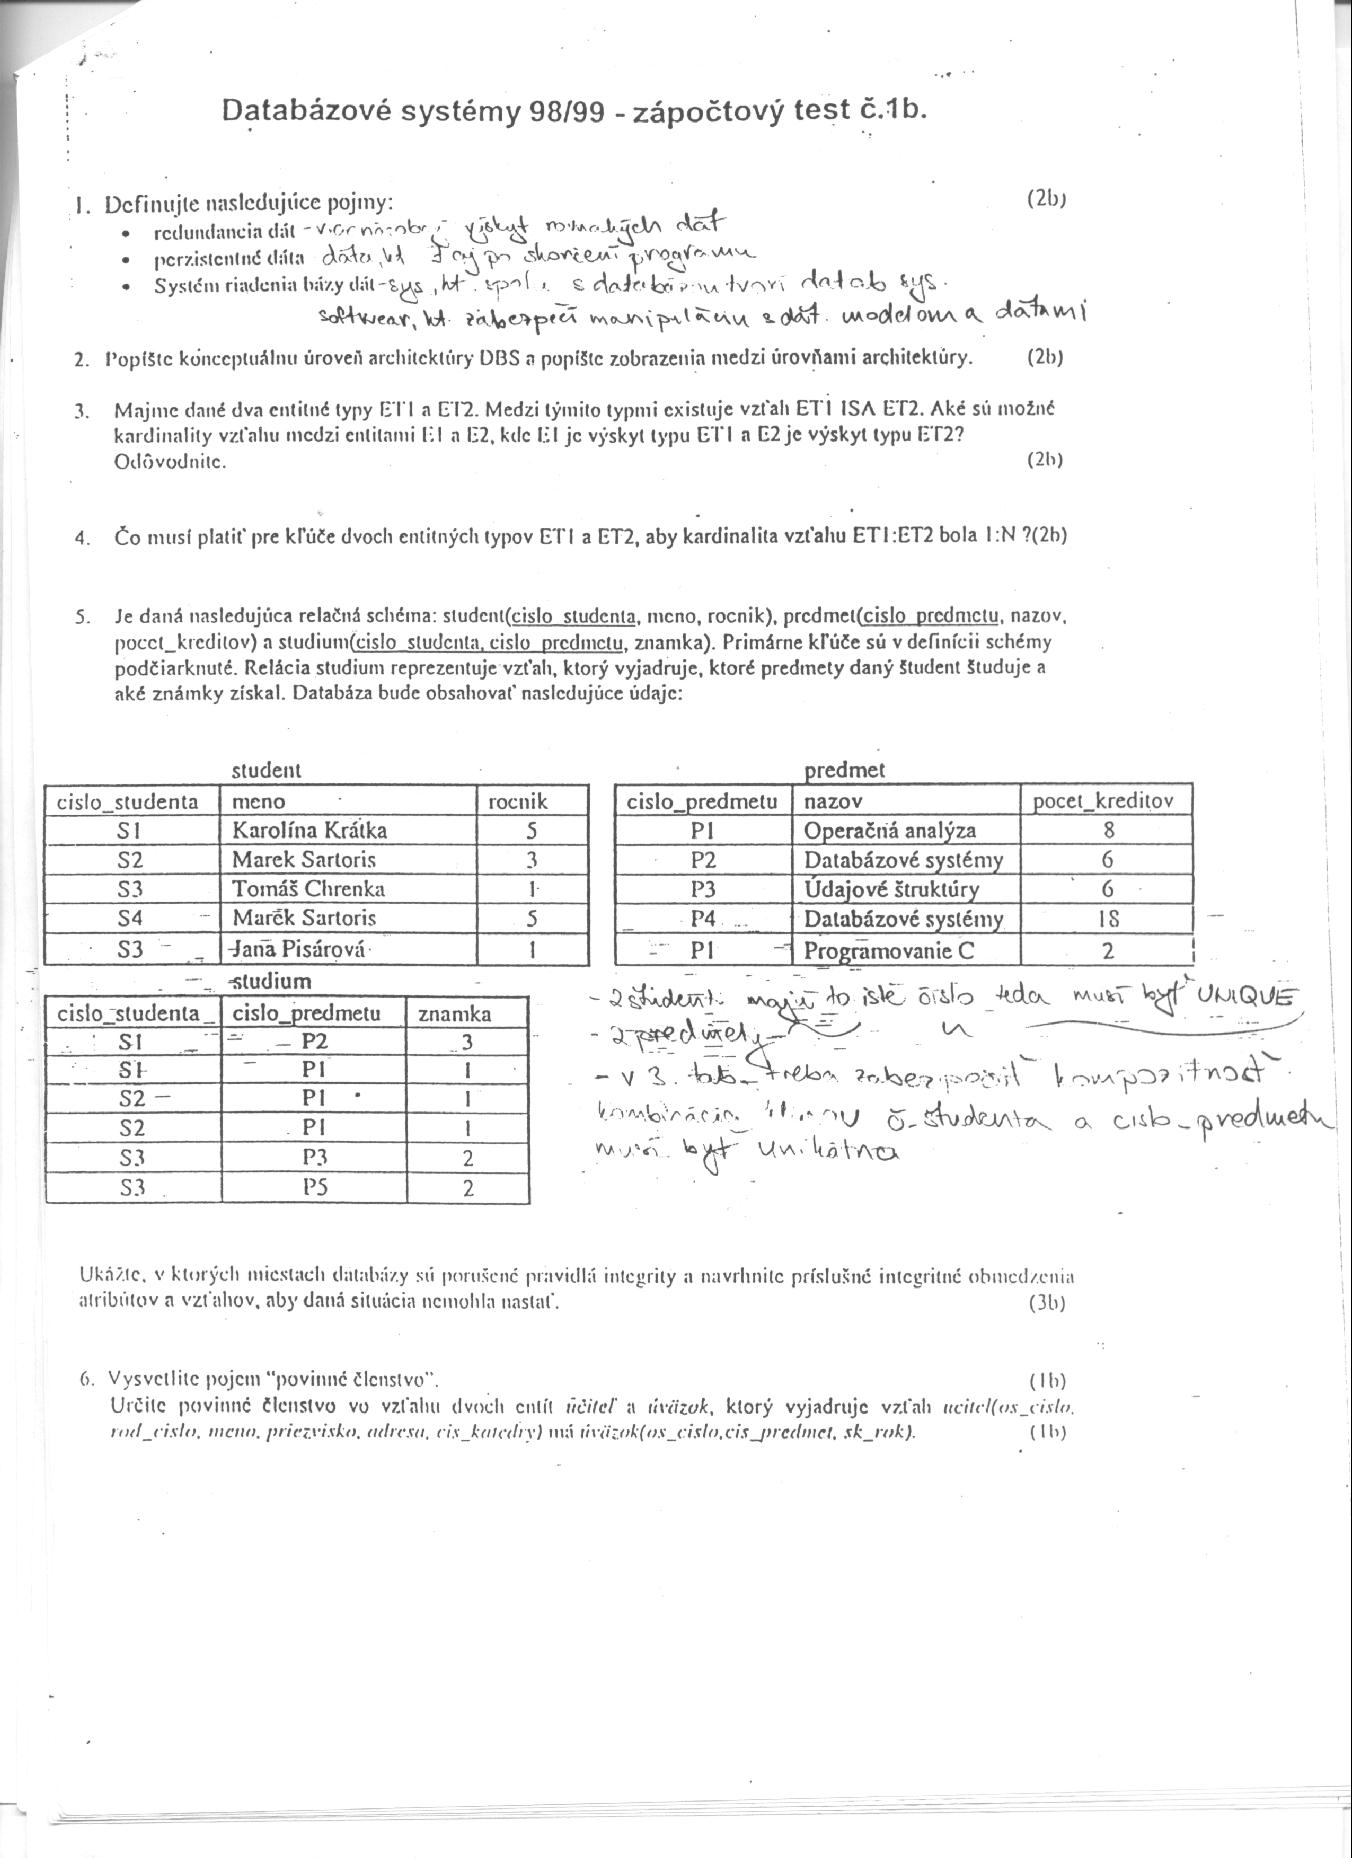 Databázové systémy 98/99 - zápočtový test č.1b.
1. Definujte nasledujúce pojmy: (2b)
• redundancia dát - výskyt rovnakých dát
• perzistentné dáta dáta, kt ∃ aj po skončení programu
• Systém riadenia bázy dát - sys, kt. spol. s databázou tvorí datab sys.
softwear, kt. zabezpečí manipuláciu s dát. modelom a dátami
2. Popíšte konceptuálnu úroveň architektúry DBS a popíšte zobrazenia medzi úrovňami architektúry. (2b)
3. Majme dané dva entitné typy ET1 a ET2. Medzi týmito typmi existuje vzťah ET1 ISA ET2. Aké sú možné
kardinality vzťahu medzi entitami E1 a E2, kde E1 je výskyt typu ET1 a E2 je výskyt typu ET2?
Odôvodnite. (2b)
4. Čo musí platiť pre kľúče dvoch entitných typov ET1 a ET2, aby kardinalita vzťahu ET1:ET2 bola 1:N ?(2b)
5. Je daná nasledujúca relačná schéma: student(cislo_studenta, meno, rocnik), predmet(cislo_predmetu, nazov,
pocet_kreditov) a studium(cislo_studenta, cislo_predmetu, znamka). Primárne kľúče sú v definícii schémy
podčiarknuté. Relácia studium reprezentuje vzťah, ktorý vyjadruje, ktoré predmety daný študent študuje a
aké známky získal. Databáza bude obsahovať nasledujúce údaje:
student
cislo_studenta meno rocnik
S1 Karolína Krátka 5
S2 Marek Sartoris 3
S3 Tomáš Chrenka 1
S4 Marek Sartoris 5
S3 Jana Pisárová 1
predmet
cislo_predmetu nazov pocet_kreditov
P1 Operačná analýza 8
P2 Databázové systémy 6
P3 Údajové štruktúry 6
P4 Databázové systémy 18
P1 Programovanie C 2
studium
cislo_studenta cislo_predmetu znamka
S1 P2 3
S1 P1 1
S2 P1 1
S2 P1 1
S3 P3 2
S3 P5 2
- 2 študenti majú to isté číslo teda musí byť UNIQUE
- 2 predmety
- v 3. tab treba zabezpečiť kompozitnosť
kombinácia č_studenta a cislo_predmetu
musí byť unikátna
Ukážte, v ktorých miestach databázy sú porušené pravidlá integrity a navrhnite príslušné integritné obmedzenia
atribútov a vzťahov, aby daná situácia nemohla nastať. (3b)
6. Vysvetlite pojem "povinné členstvo". (1b)
Určite povinné členstvo vo vzťahu dvoch entít učiteľ a úväzok, ktorý vyjadruje vzťah ucitel(os_cislo,
rod_cislo, meno, priezvisko, adresa, cis_katedry) má úväzok(os_cislo,cis_predmet, sk_rok). (1b)